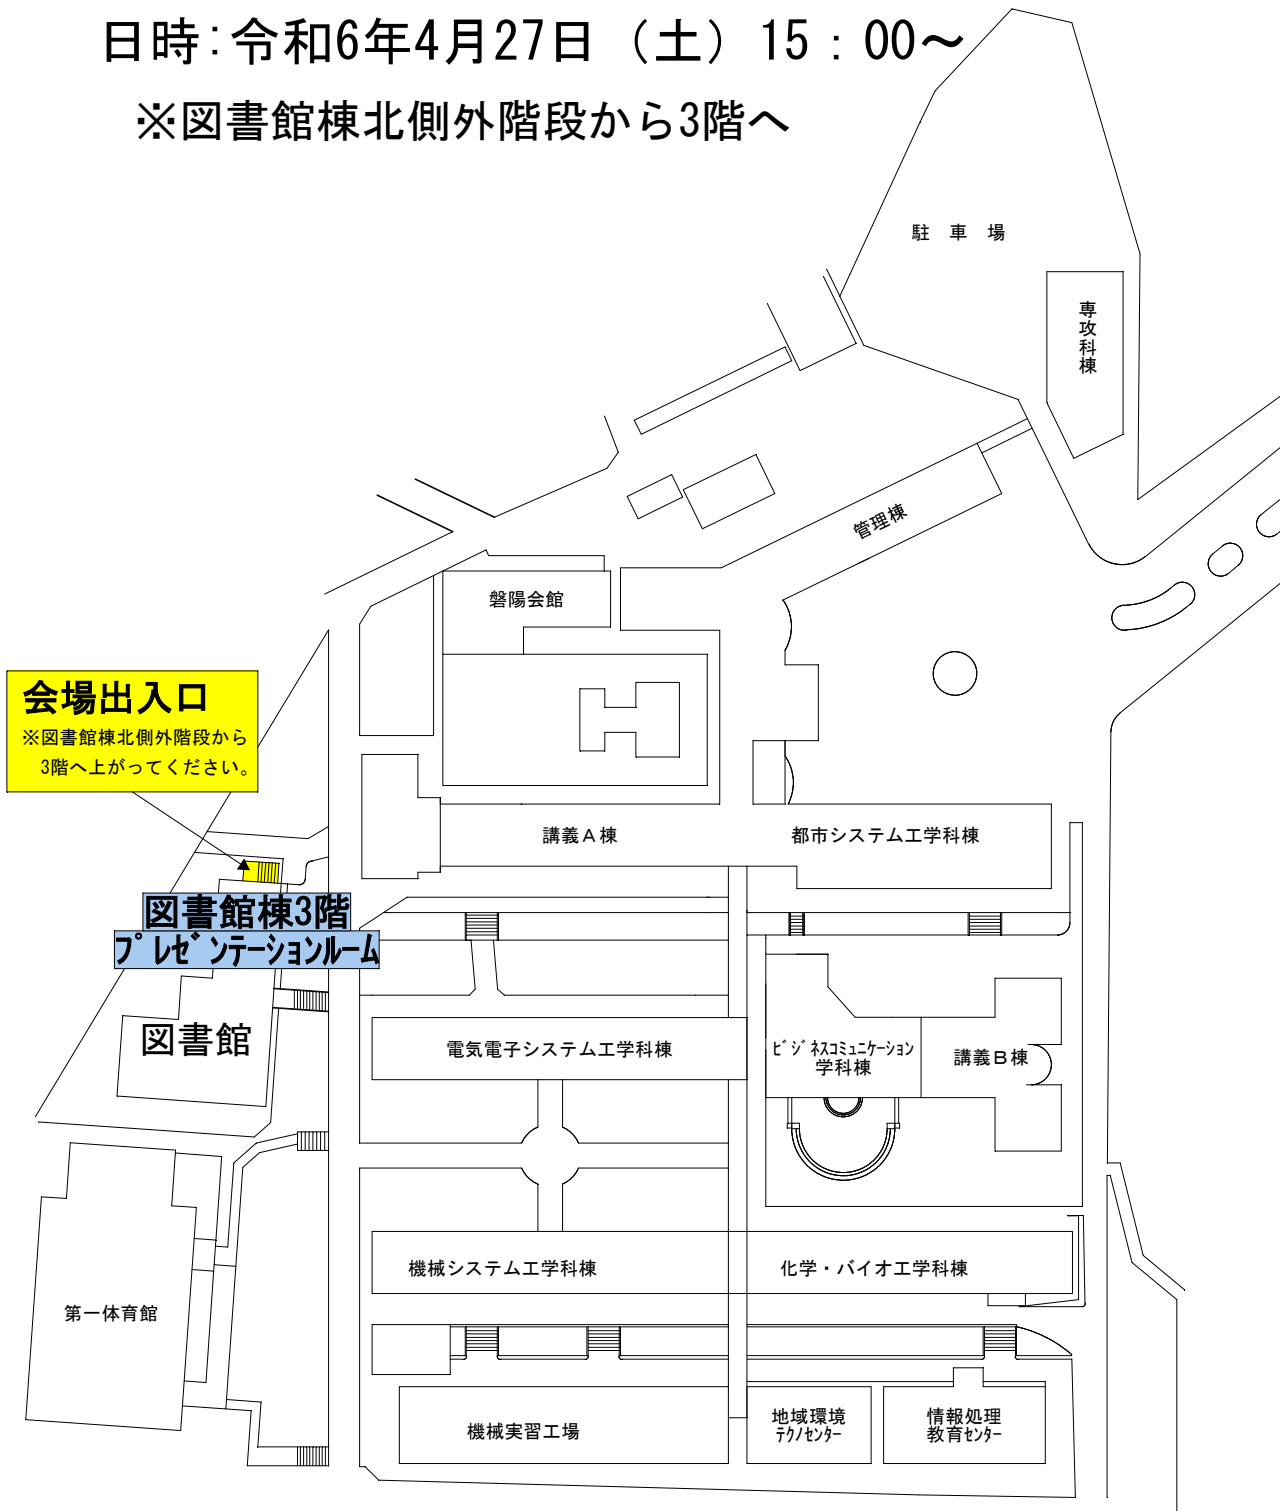 日時：令和6年4月27日（土）15：00～
※図書館棟北側外階段から3階へ
駐 車 場
専攻科棟
管理棟
磐陽会館
会場出入口
※図書館棟北側外階段から
3階へ上がってください。
講義A棟
都市システム工学科棟
図書館棟3階
ﾌﾟﾚｾﾞﾝﾃｰｼｮﾝﾙｰﾑ
図書館
電気電子システム工学科棟
ﾋﾞｼﾞﾈｽｺﾐｭﾆｹｰｼｮﾝ
学科棟
講義B棟
機械システム工学科棟
化学・バイオ工学科棟
第一体育館
機械実習工場
地域環境
ﾃｸﾉｾﾝﾀｰ
情報処理
教育ｾﾝﾀｰ